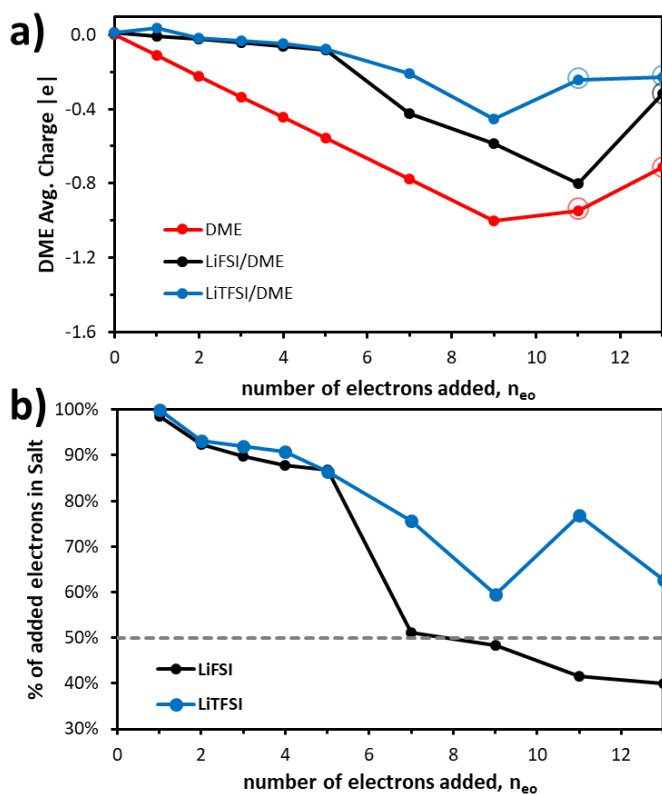 a)
DME Avg. Charge |e|
0.0
-0.4
-0.8
-1.2
-1.6
DME
LiFSI/DME
LiTFSI/DME
0 2 4 6 8 10 12
number of electrons added, neo
b)
% of added electrons in Salt
100%
90%
80%
70%
60%
50%
40%
30%
LiFSI
LiTFSI
0 2 4 6 8 10 12
number of electrons added, neo